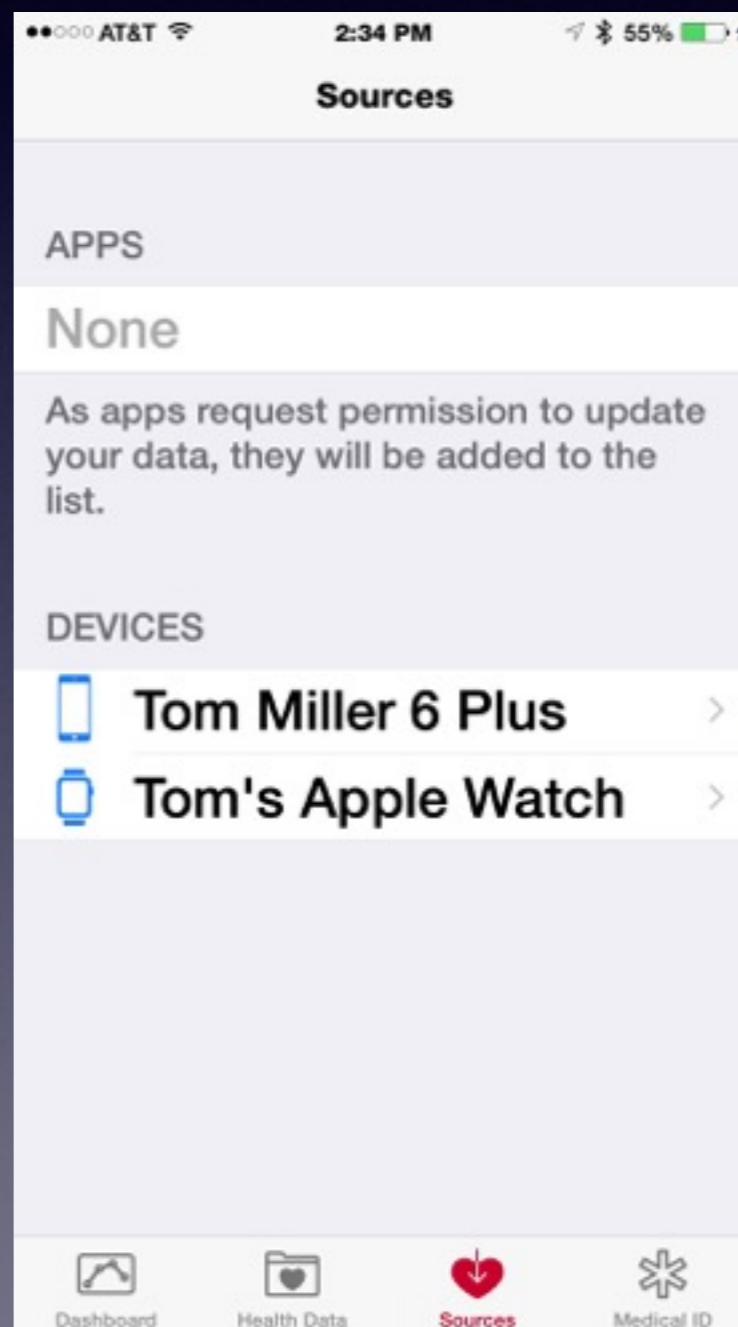 AT&T 2:34 PM 55%
Sources
APPS
None
As apps request permission to update
your data, they will be added to the
list.
DEVICES
Tom Miller 6 Plus
Tom's Apple Watch
Dashboard Health Data Sources Medical ID